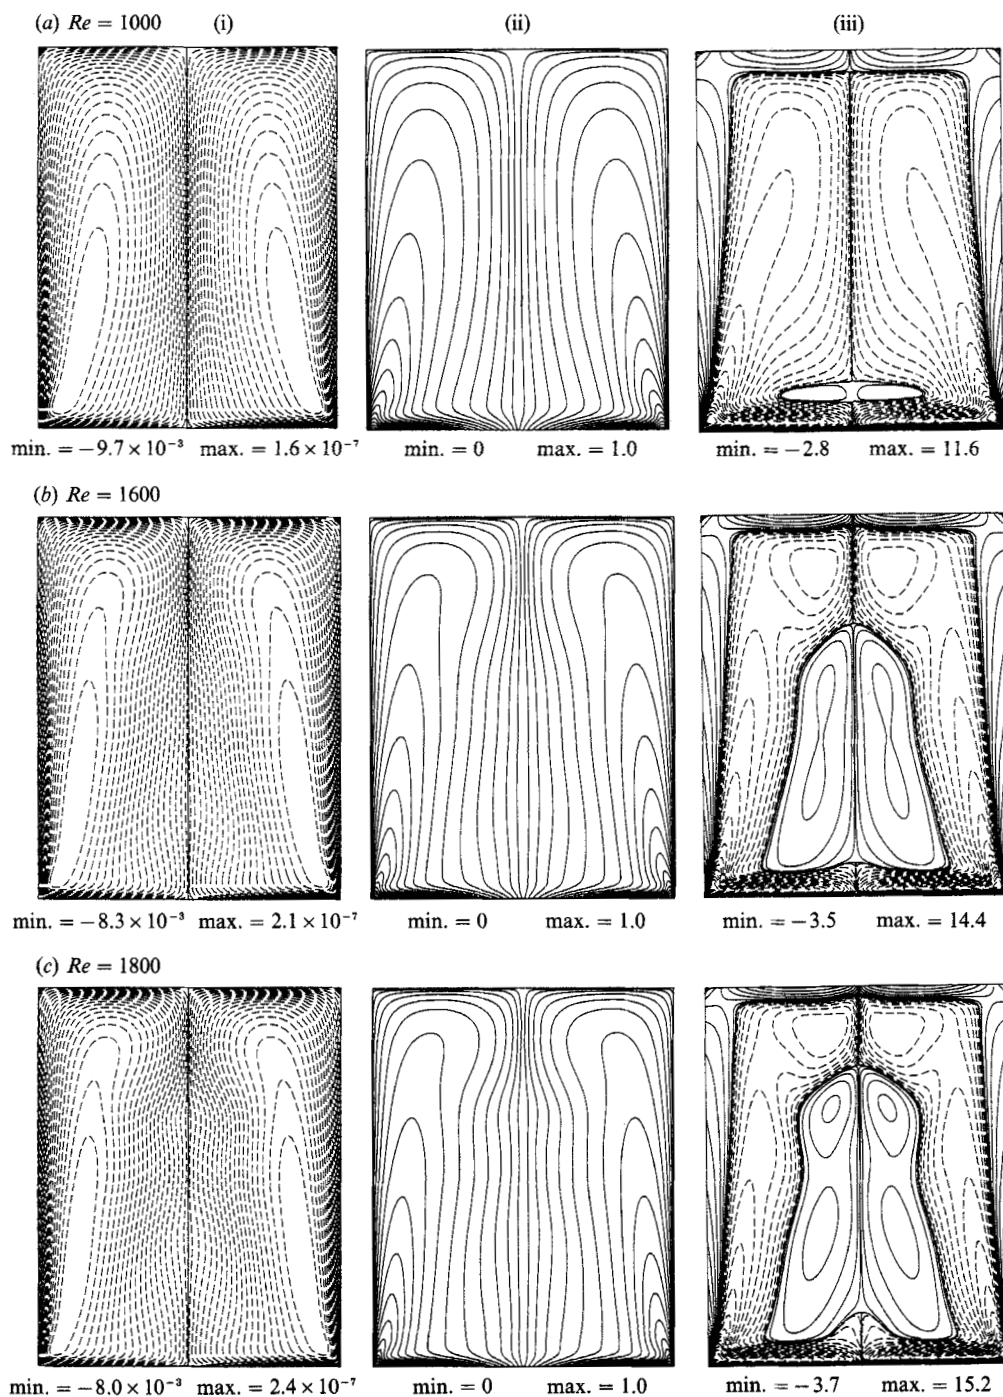 (a) Re = 1000 (i) (ii) (iii)
min. = −9.7 × 10⁻³ max. = 1.6 × 10⁻⁷ min. = 0 max. = 1.0 min. = −2.8 max. = 11.6
(b) Re = 1600
min. = −8.3 × 10⁻³ max. = 2.1 × 10⁻⁷ min. = 0 max. = 1.0 min. = −3.5 max. = 14.4
(c) Re = 1800
min. = −8.0 × 10⁻³ max. = 2.4 × 10⁻⁷ min. = 0 max. = 1.0 min. = −3.7 max. = 15.2